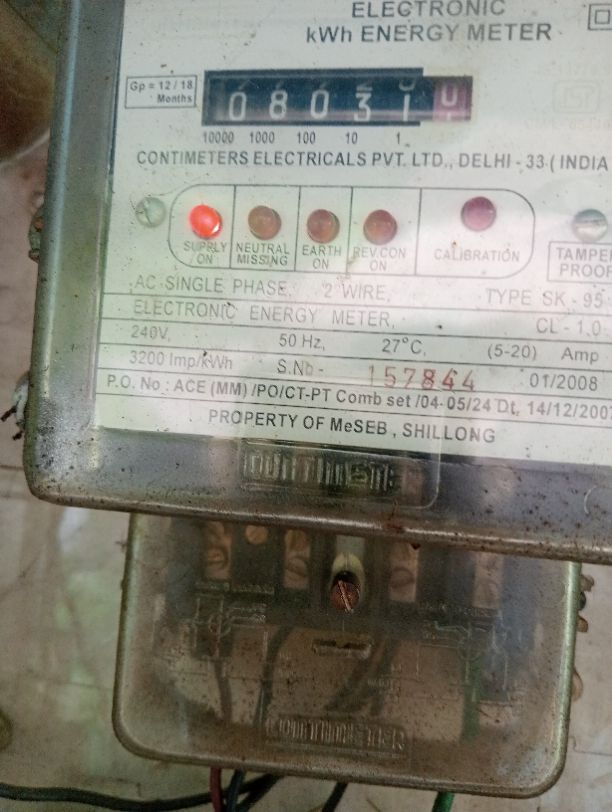 ELECTRONIC
kWh ENERGY METER
Gp = 12 / 18
Months
08031 0
10000 1000 100 10 1
CONTIMETERS ELECTRICALS PVT. LTD., DELHI - 33 ( INDIA
SUPPLY ON NEUTRAL MISSING EARTH ON REV.CON ON CALIBRATION TAMPER PROOF
AC SINGLE PHASE, 2 WIRE, TYPE SK - 95
ELECTRONIC ENERGY METER, CL - 1.0
240V, 50 Hz, 27°C, (5-20) Amp
3200 Imp/kWh S.No - 157844 01/2008
P.O. No : ACE (MM) /PO/CT-PT Comb set /04-05/24 Dt, 14/12/2007
PROPERTY OF MeSEB , SHILLONG
CONTIMETER
CONTIMETER